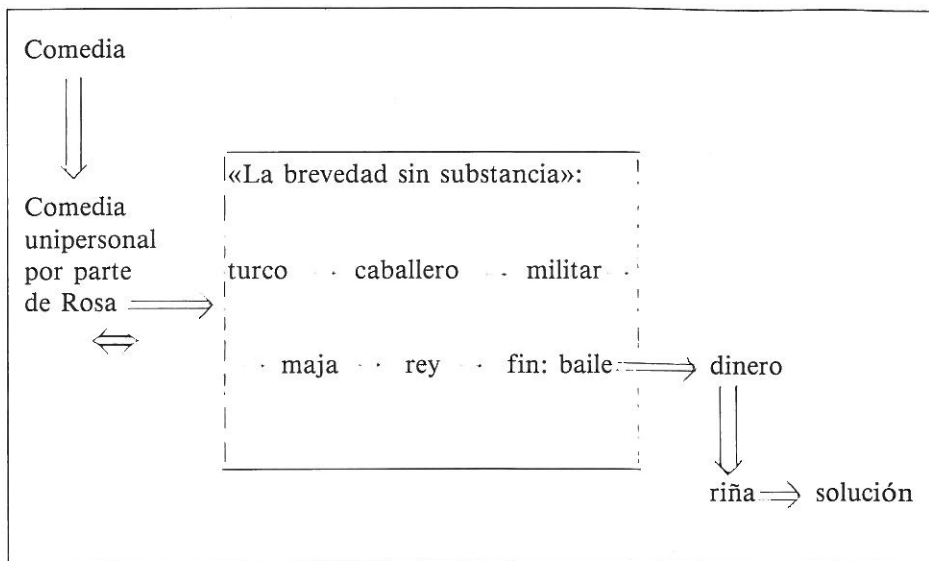 Comedia
Comedia
unipersonal
por parte
de Rosa
«La brevedad sin substancia»:
turco · caballero · militar ·
· maja · rey · fin: baile
dinero
riña
solución